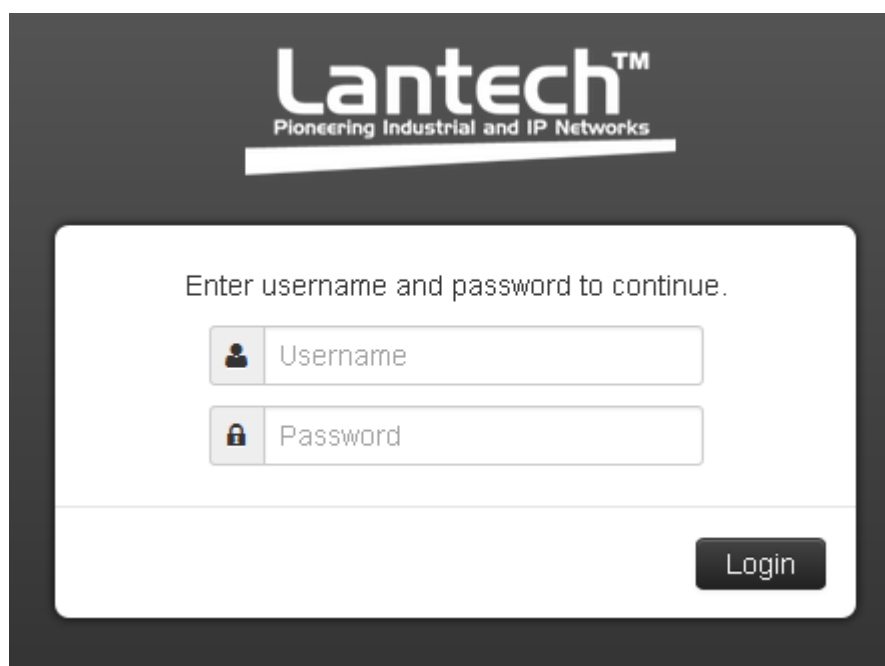 Lantech™
Pioneering Industrial and IP Networks
Enter username and password to continue.
Username
Password
Login